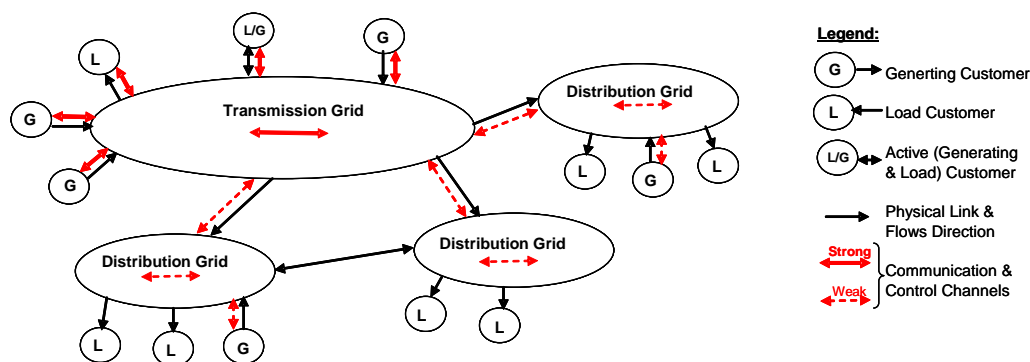 L
L/G
G
Transmission Grid
G
G
Distribution Grid
L
G
L
Distribution Grid
L
L
G
Distribution Grid
L
L
Legend:
G
Generting Customer
L
Load Customer
L/G
Active (Generating
& Load) Customer
Physical Link &
Flows Direction
Strong
Weak
Communication &
Control Channels